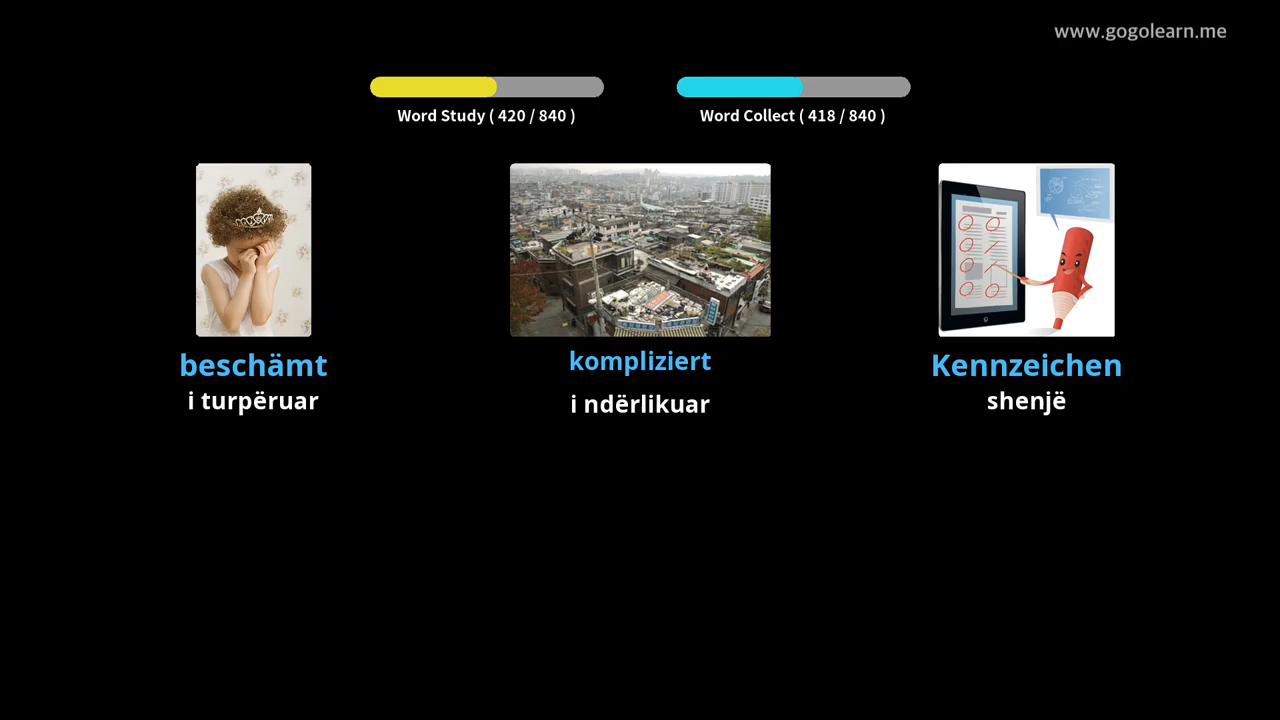 www.gogolearn.me
Word Study ( 420 / 840 )
Word Collect ( 418 / 840 )
beschämt
i turpëruar
kompliziert
i ndërlikuar
Kennzeichen
shenjë